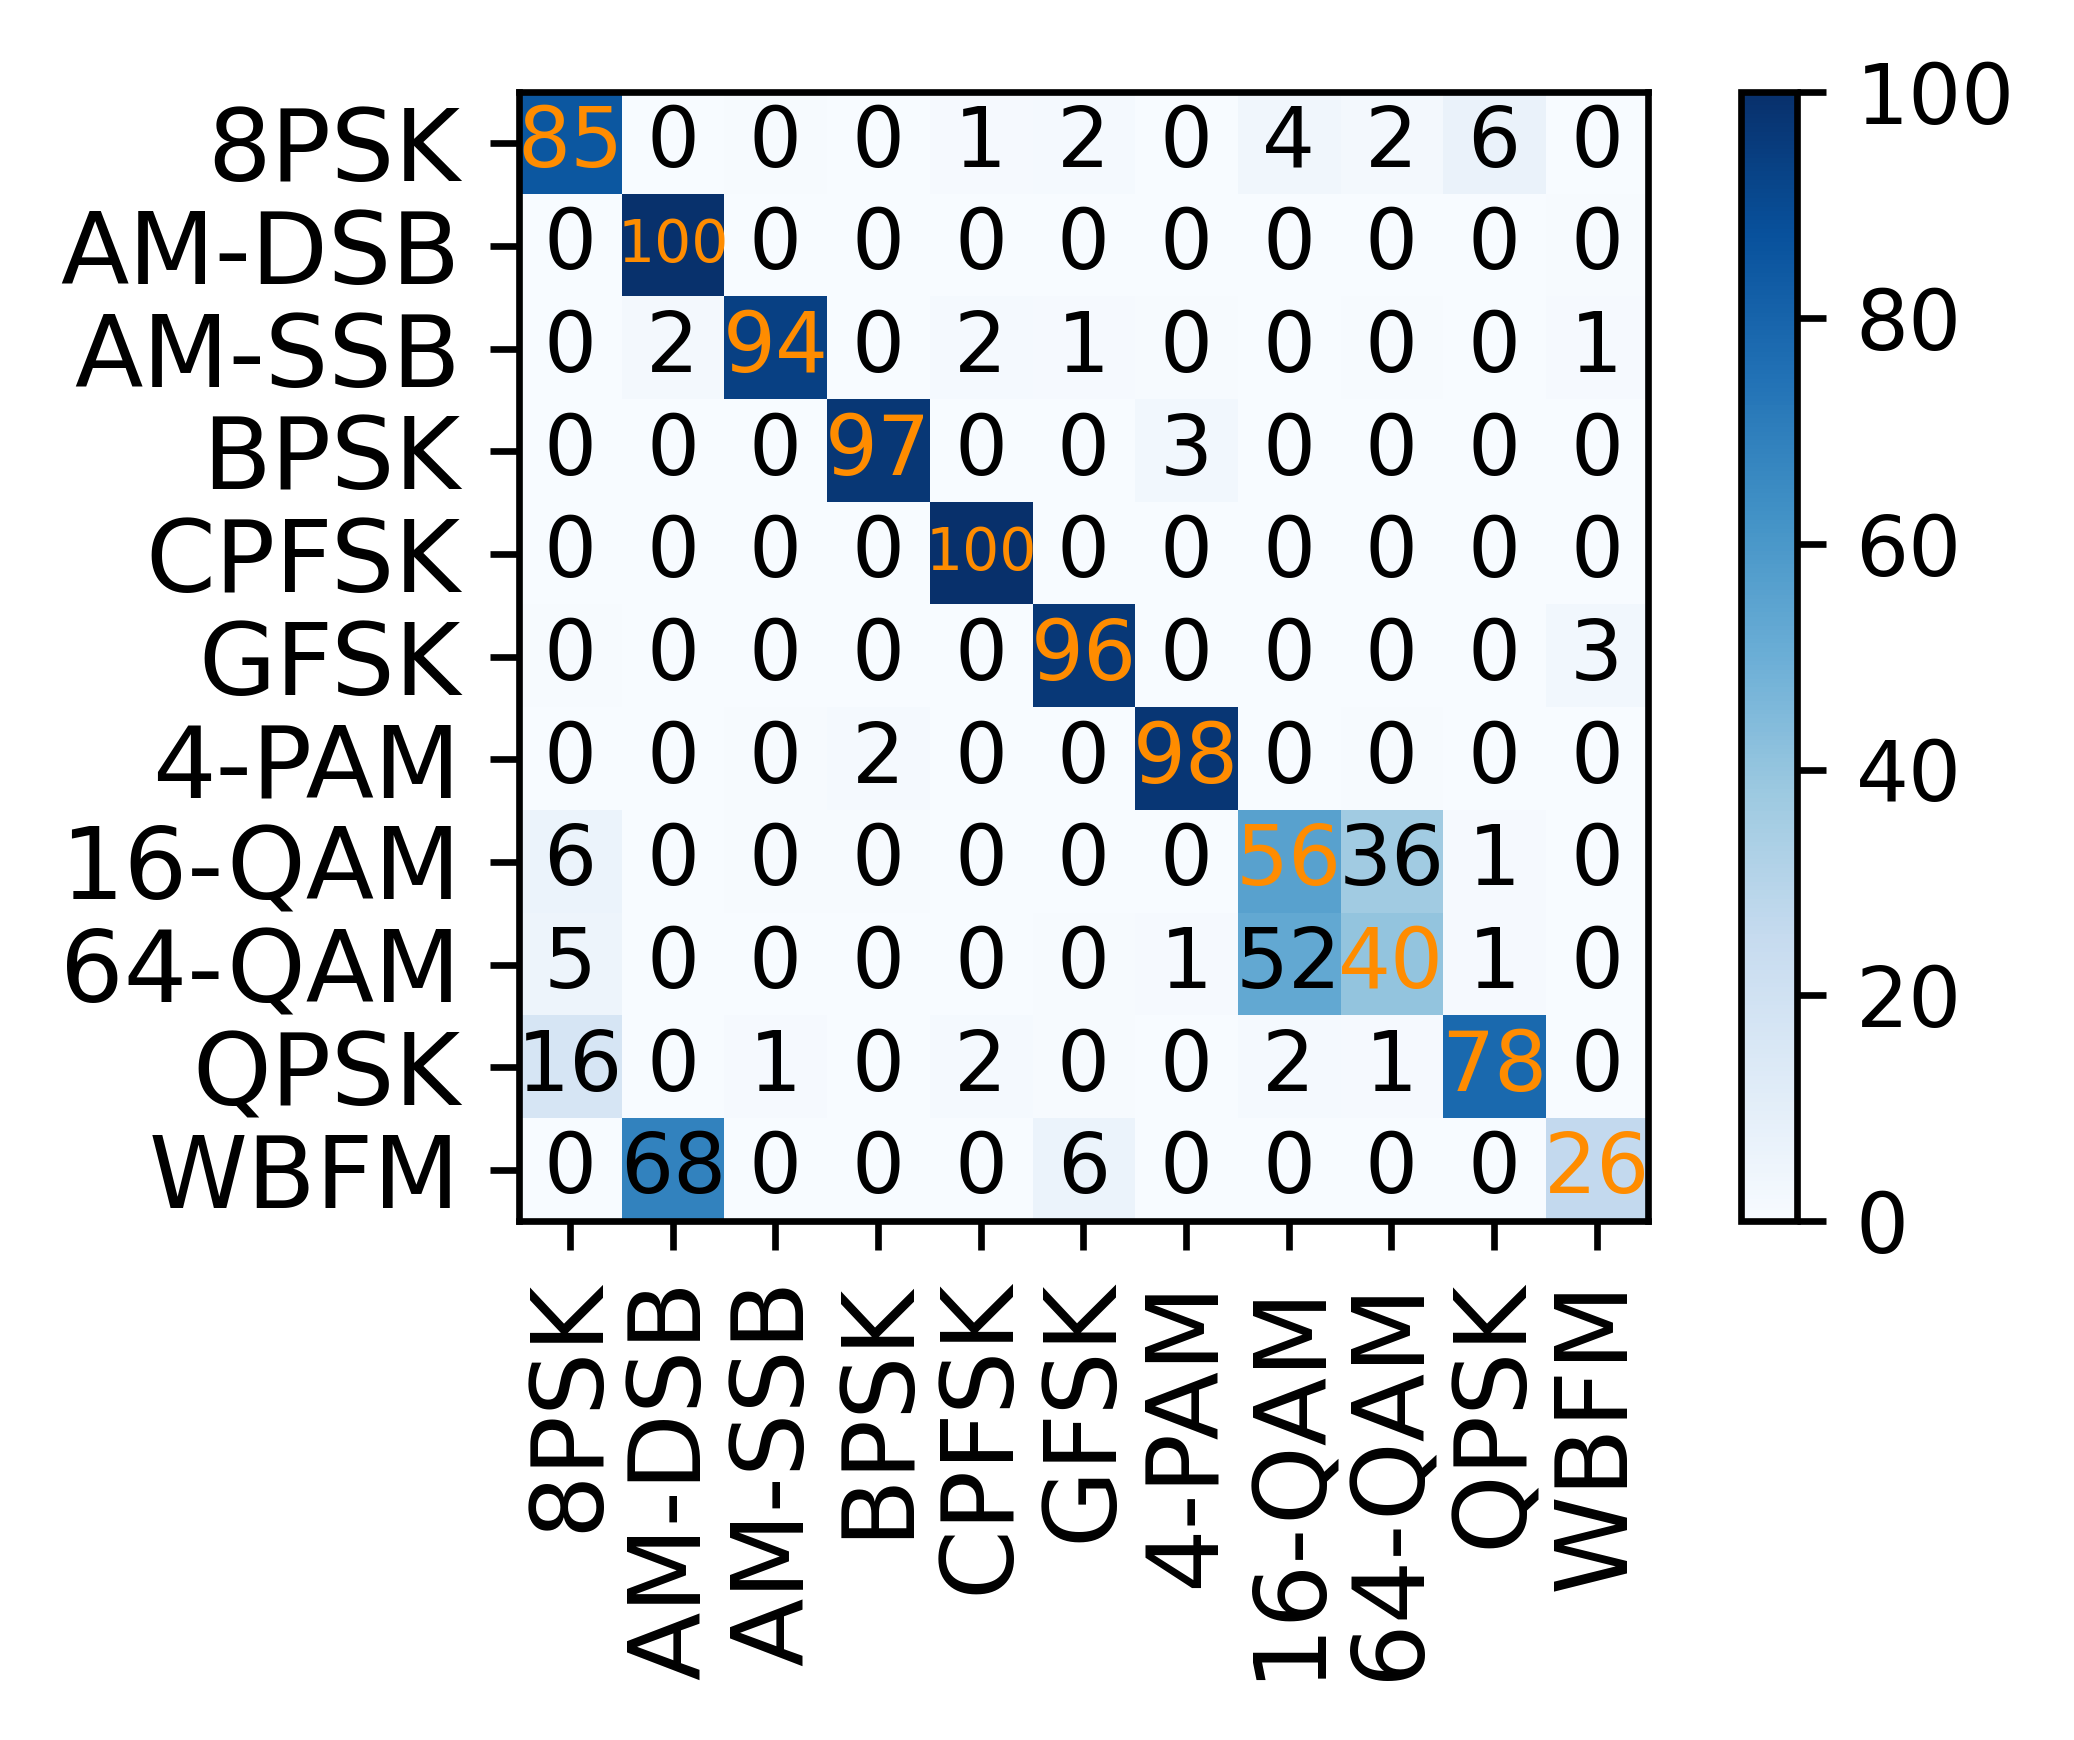 8PSK 85 0 0 0 1 2 0 4 2 6 0
AM-DSB 0 100 0 0 0 0 0 0 0 0 0
AM-SSB 0 2 94 0 2 1 0 0 0 0 1
BPSK 0 0 0 97 0 0 3 0 0 0 0
CPFSK 0 0 0 0 100 0 0 0 0 0 0
GFSK 0 0 0 0 0 96 0 0 0 0 3
4-PAM 0 0 0 2 0 0 98 0 0 0 0
16-QAM 6 0 0 0 0 0 0 56 36 1 0
64-QAM 5 0 0 0 0 0 1 52 40 1 0
QPSK 16 0 1 0 2 0 0 2 1 78 0
WBFM 0 68 0 0 0 6 0 0 0 0 26
8PSK
AM-DSB
AM-SSB
BPSK
CPFSK
GFSK
4-PAM
16-QAM
64-QAM
QPSK
WBFM
100
80
60
40
20
0